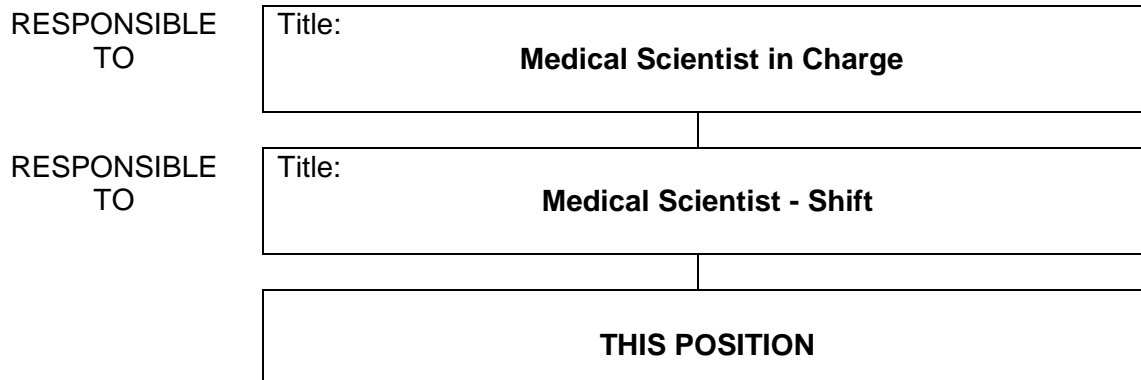 RESPONSIBLE
TO
Title:
Medical Scientist in Charge
RESPONSIBLE
TO
Title:
Medical Scientist - Shift
THIS POSITION